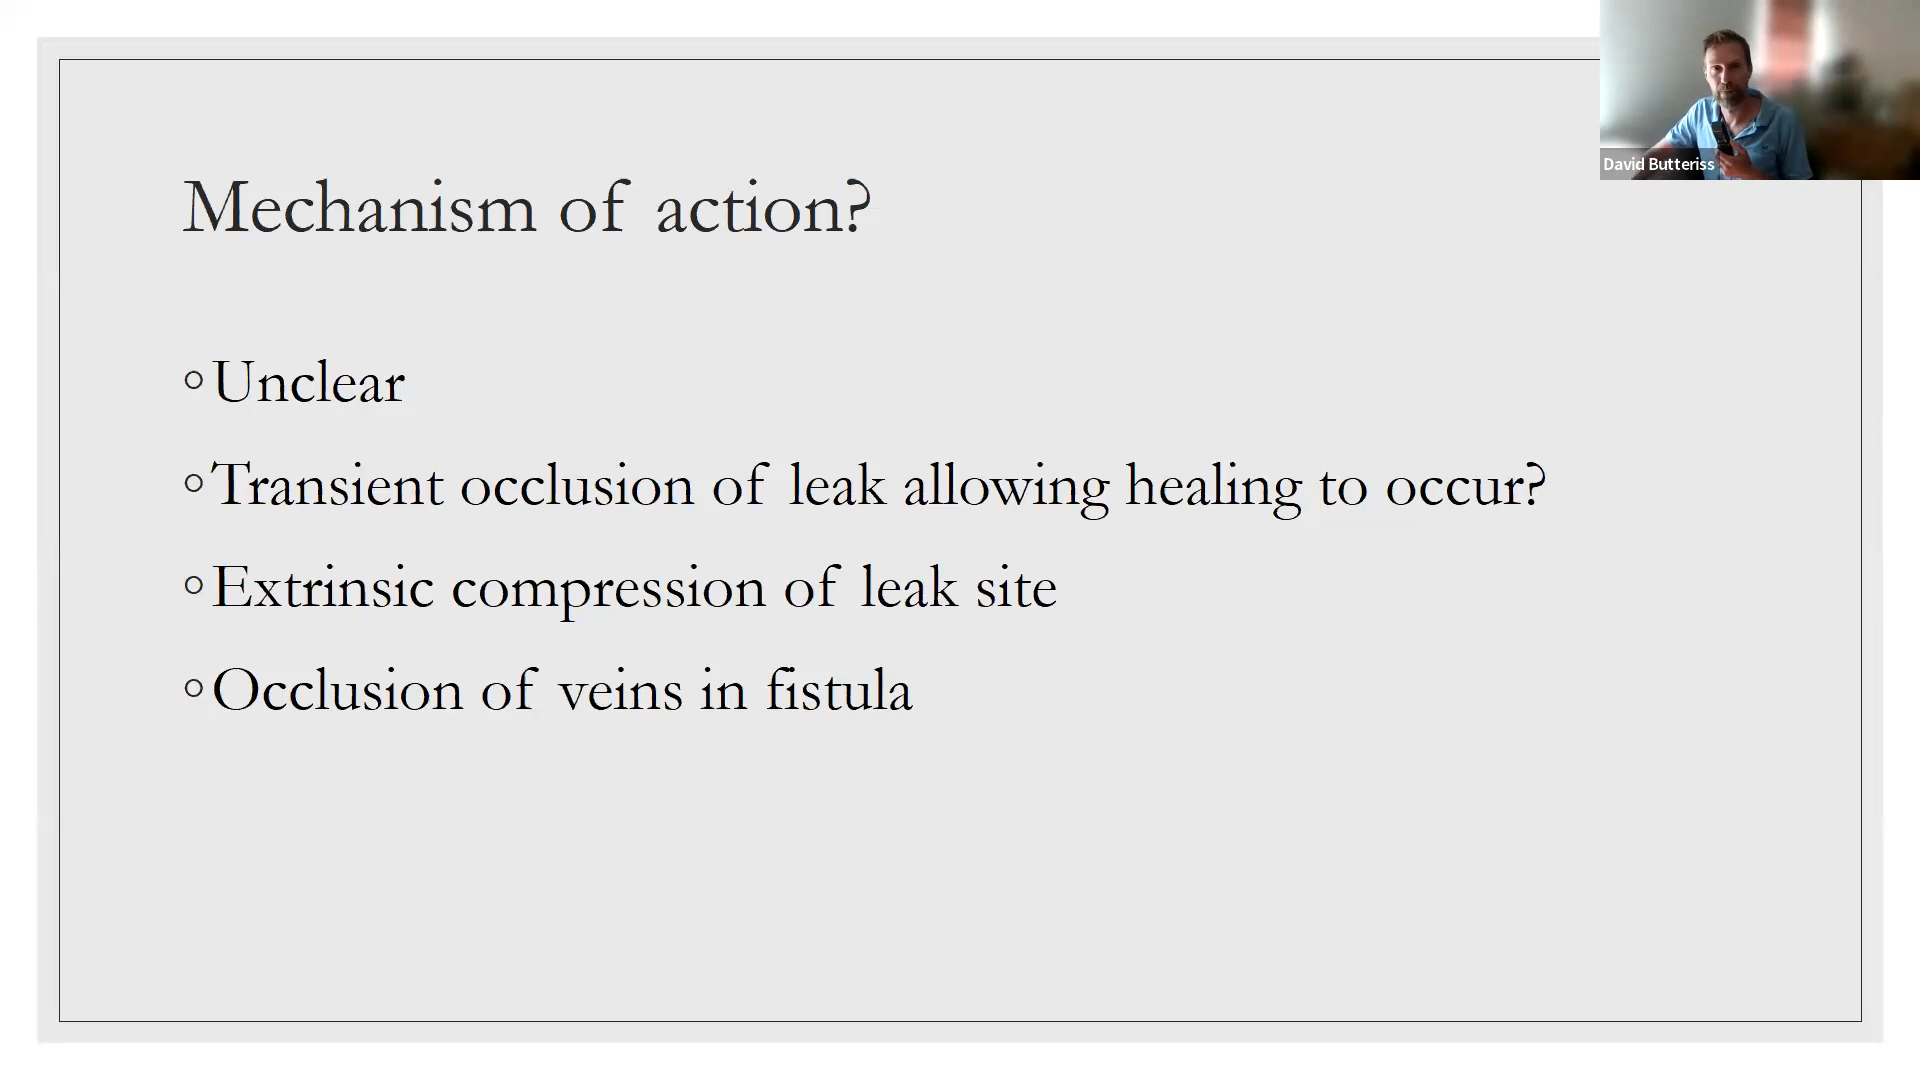 David Butteriss
Mechanism of action?
◦Unclear
◦Transient occlusion of leak allowing healing to occur?
◦Extrinsic compression of leak site
◦Occlusion of veins in fistula